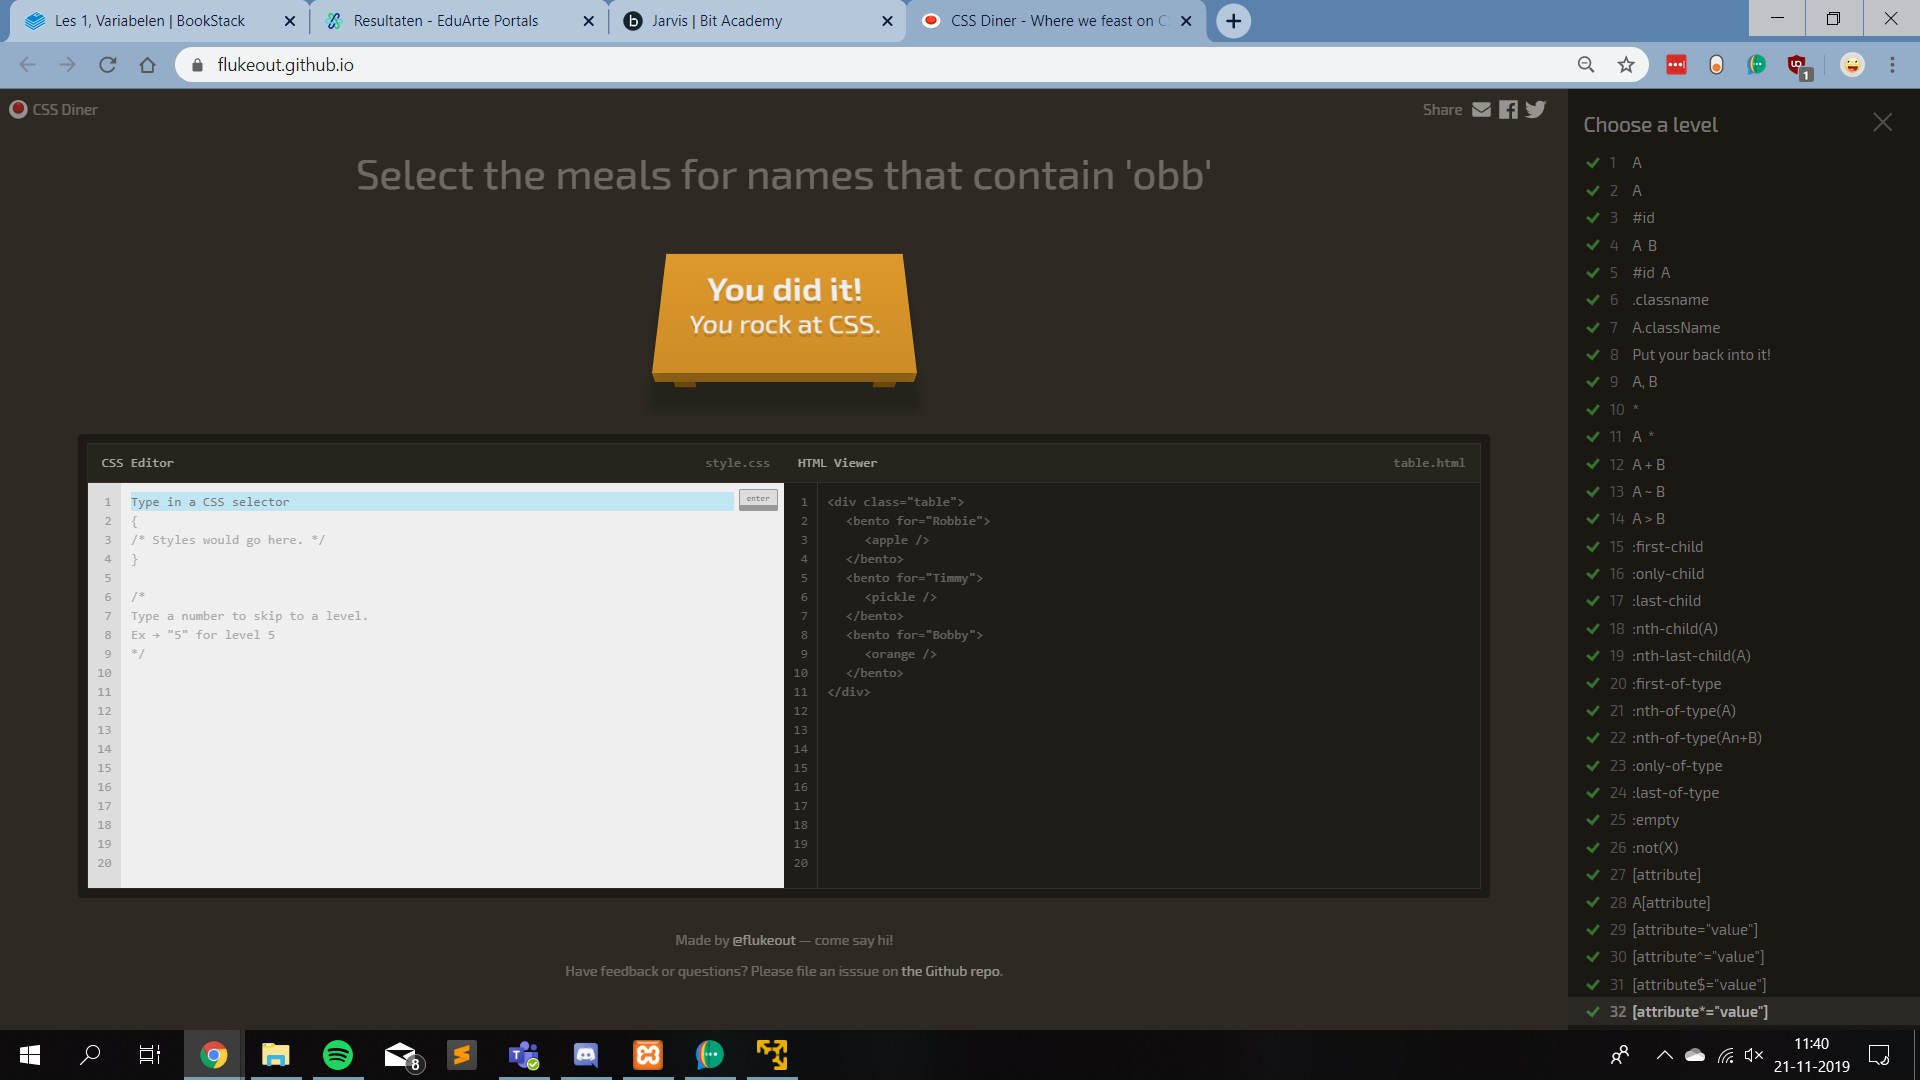 Les 1, Variabelen | BookStack
Resultaten - EduArte Portals
Jarvis | Bit Academy
CSS Diner - Where we feast on C
flukeout.github.io
1
CSS Diner
Share
Select the meals for names that contain 'obb'
You did it!
You rock at CSS.
CSS Editor
style.css
HTML Viewer
table.html
1 Type in a CSS selector
enter
2 {
3 /* Styles would go here. */
4 }
5
6 /*
7 Type a number to skip to a level.
8 Ex → "5" for level 5
9 */
10
11
12
13
14
15
16
17
18
19
20
1 <div class="table">
2 <bento for="Robbie">
3 <apple />
4 </bento>
5 <bento for="Timmy">
6 <pickle />
7 </bento>
8 <bento for="Bobby">
9 <orange />
10 </bento>
11 </div>
12
13
14
15
16
17
18
19
20
Made by @flukeout — come say hi!
Have feedback or questions? Please file an isssue on the Github repo.
Choose a level
1 A
2 A
3 #id
4 A B
5 #id A
6 .classname
7 A.className
8 Put your back into it!
9 A, B
10 *
11 A *
12 A + B
13 A ~ B
14 A > B
15 :first-child
16 :only-child
17 :last-child
18 :nth-child(A)
19 :nth-last-child(A)
20 :first-of-type
21 :nth-of-type(A)
22 :nth-of-type(An+B)
23 :only-of-type
24 :last-of-type
25 :empty
26 :not(X)
27 [attribute]
28 A[attribute]
29 [attribute="value"]
30 [attribute^="value"]
31 [attribute$="value"]
32 [attribute*="value"]
8
11:40
21-11-2019